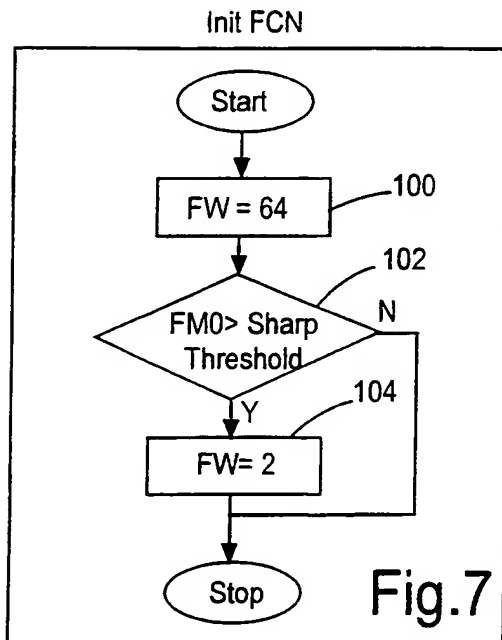 Init FCN
Start
100
FW = 64
102
FM0> Sharp
Threshold
N
Y
104
FW= 2
Stop
Fig.7